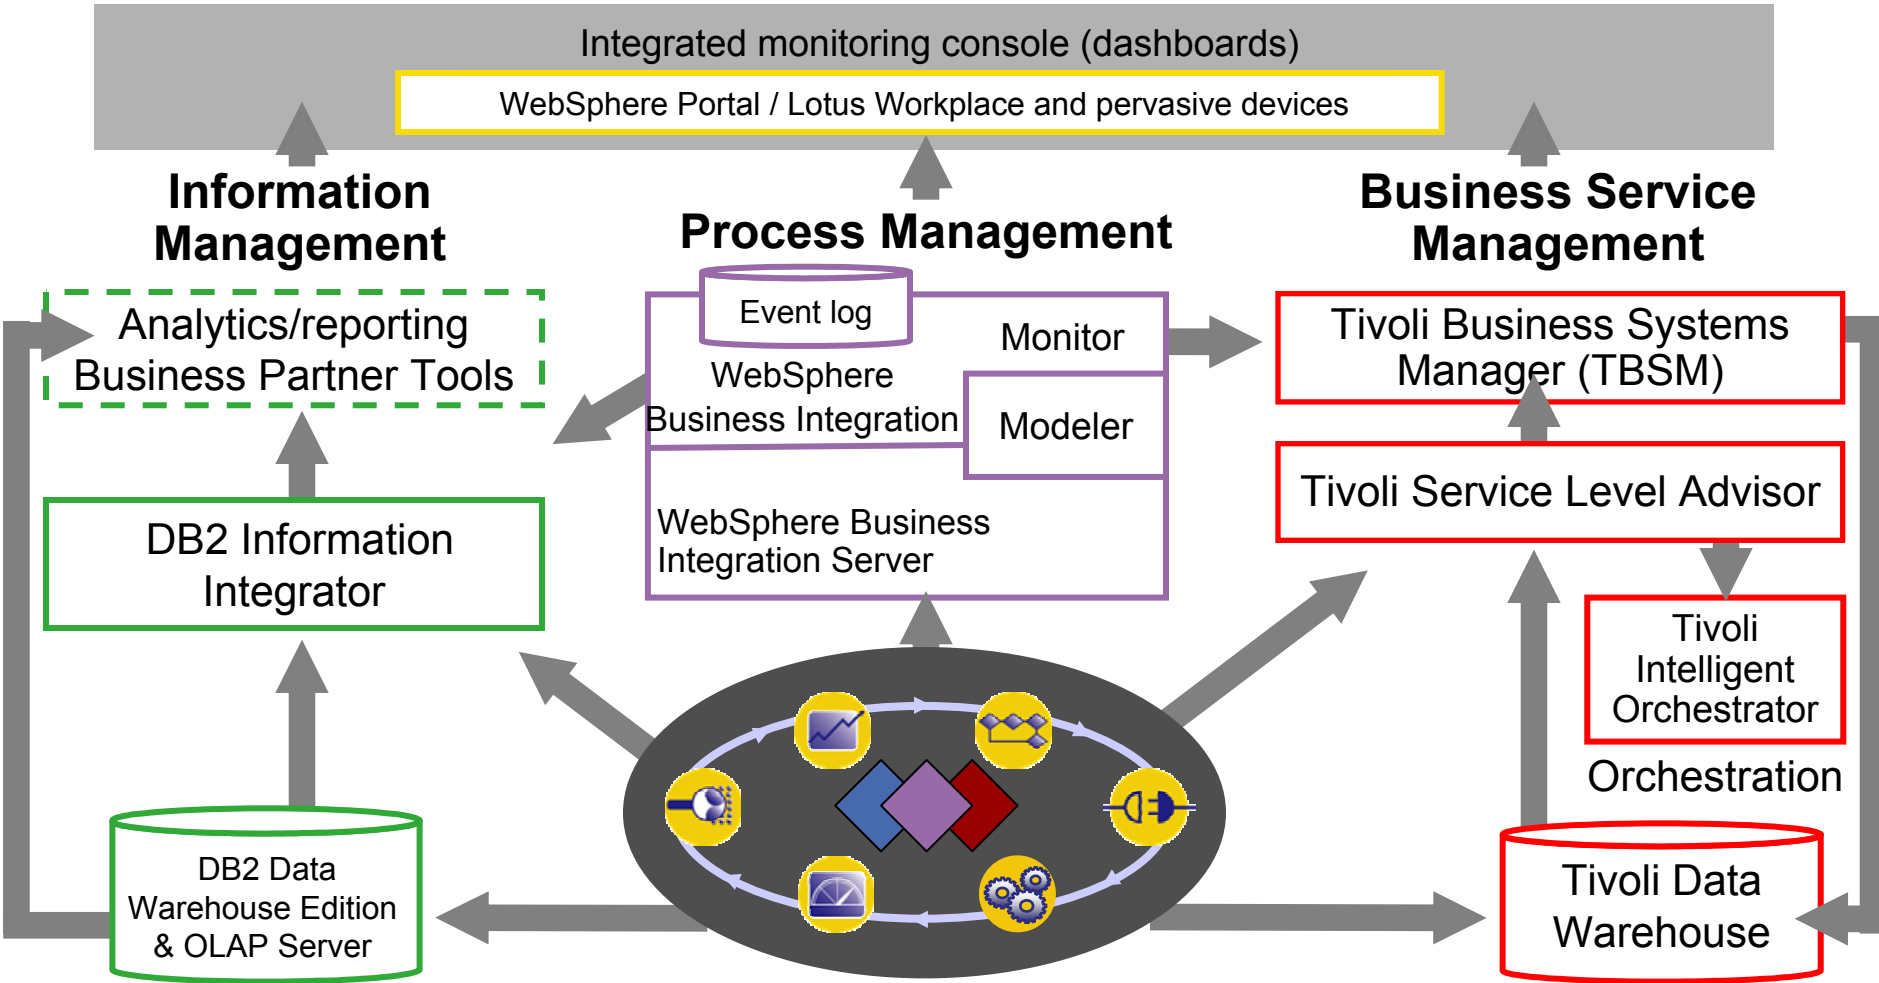 Integrated monitoring console (dashboards)
WebSphere Portal / Lotus Workplace and pervasive devices
Information
Management
Process Management
Business Service
Management
Analytics/reporting
Business Partner Tools
DB2 Information
Integrator
DB2 Data
Warehouse Edition
& OLAP Server
Event log
Monitor
WebSphere
Business Integration
Modeler
WebSphere Business
Integration Server
Tivoli Business Systems
Manager (TBSM)
Tivoli Service Level Advisor
Tivoli
Intelligent
Orchestrator
Orchestration
Tivoli Data
Warehouse